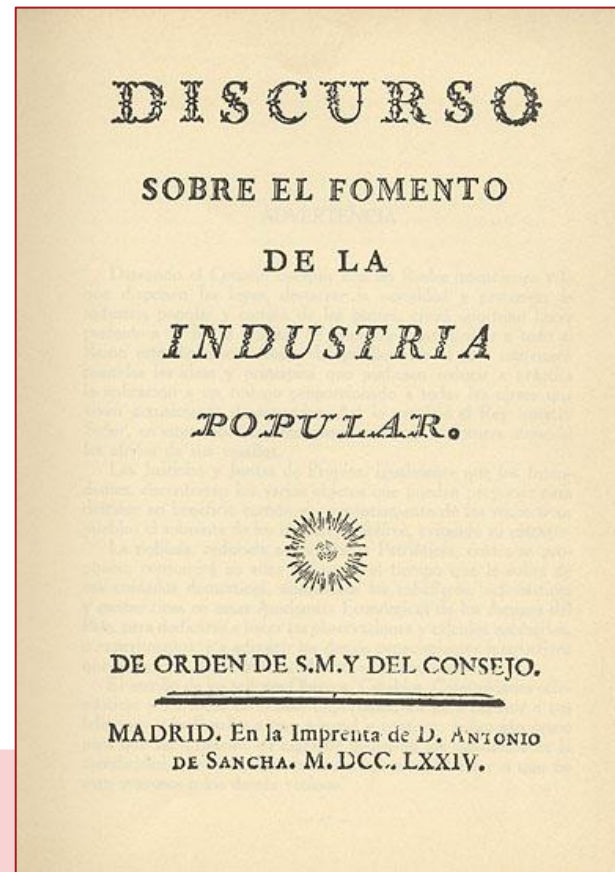 DISCURSO
SOBRE EL FOMENTO
DE LA
INDUSTRIA
POPULAR.
DE ORDEN DE S.M.Y DEL CONSEJO.
MADRID. En la Imprenta de D. ANTONIO
DE SANCHA. M. DCC. LXXIV.